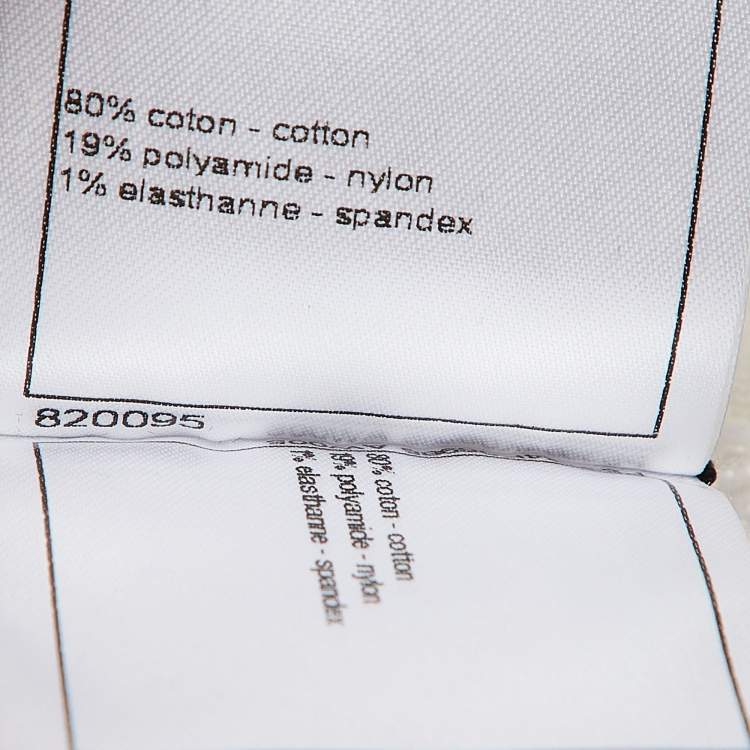 80% coton - cotton
19% polyamide - nylon
1% elasthanne - spandex
820095
80% coton - cotton
19% polyamide - nylon
1% elasthanne - spandex